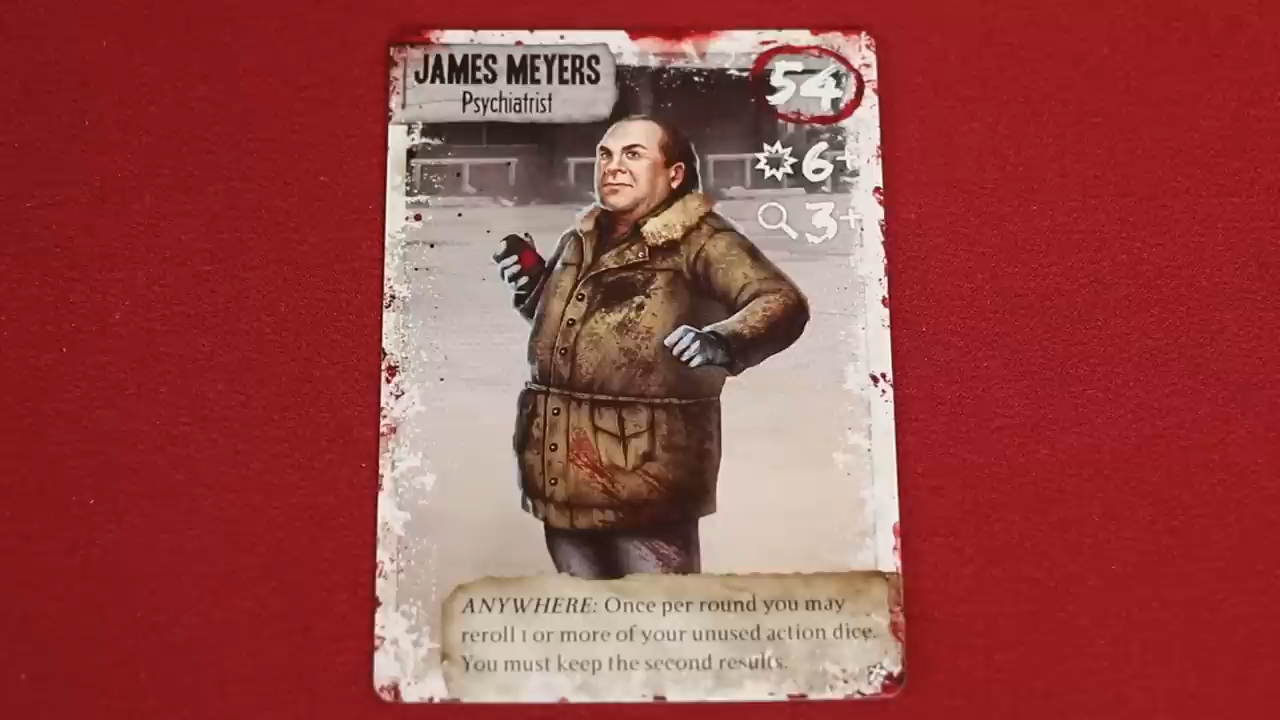 JAMES MEYERS
Psychiatrist
54
6+
3+
ANYWHERE: Once per round you may
reroll 1 or more of your unused action dice.
You must keep the second results.